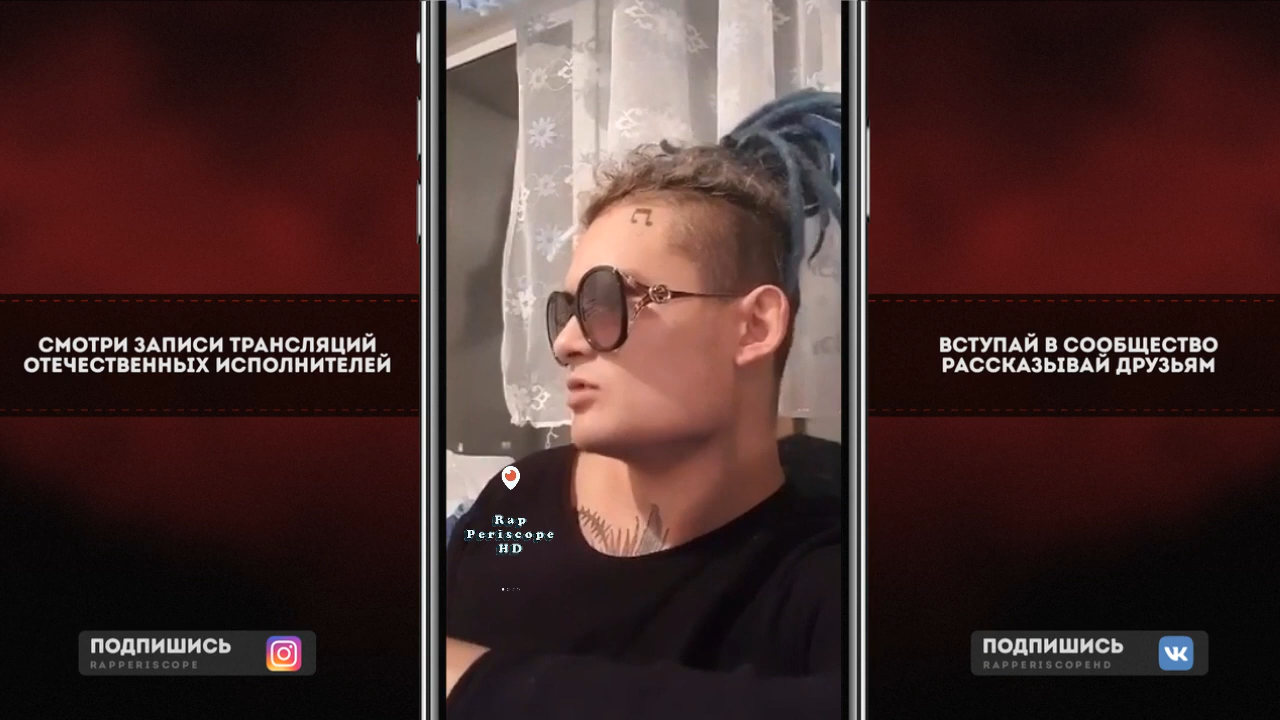 СМОТРИ ЗАПИСИ ТРАНСЛЯЦИЙ
ОТЕЧЕСТВЕННЫХ ИСПОЛНИТЕЛЕЙ
ПОДПИШИСЬ
RAPPERISCOPE
Rap
Periscope
HD
ВСТУПАЙ В СООБЩЕСТВО
РАССКАЗЫВАЙ ДРУЗЬЯМ
ПОДПИШИСЬ
RAPPERISCOPEHD